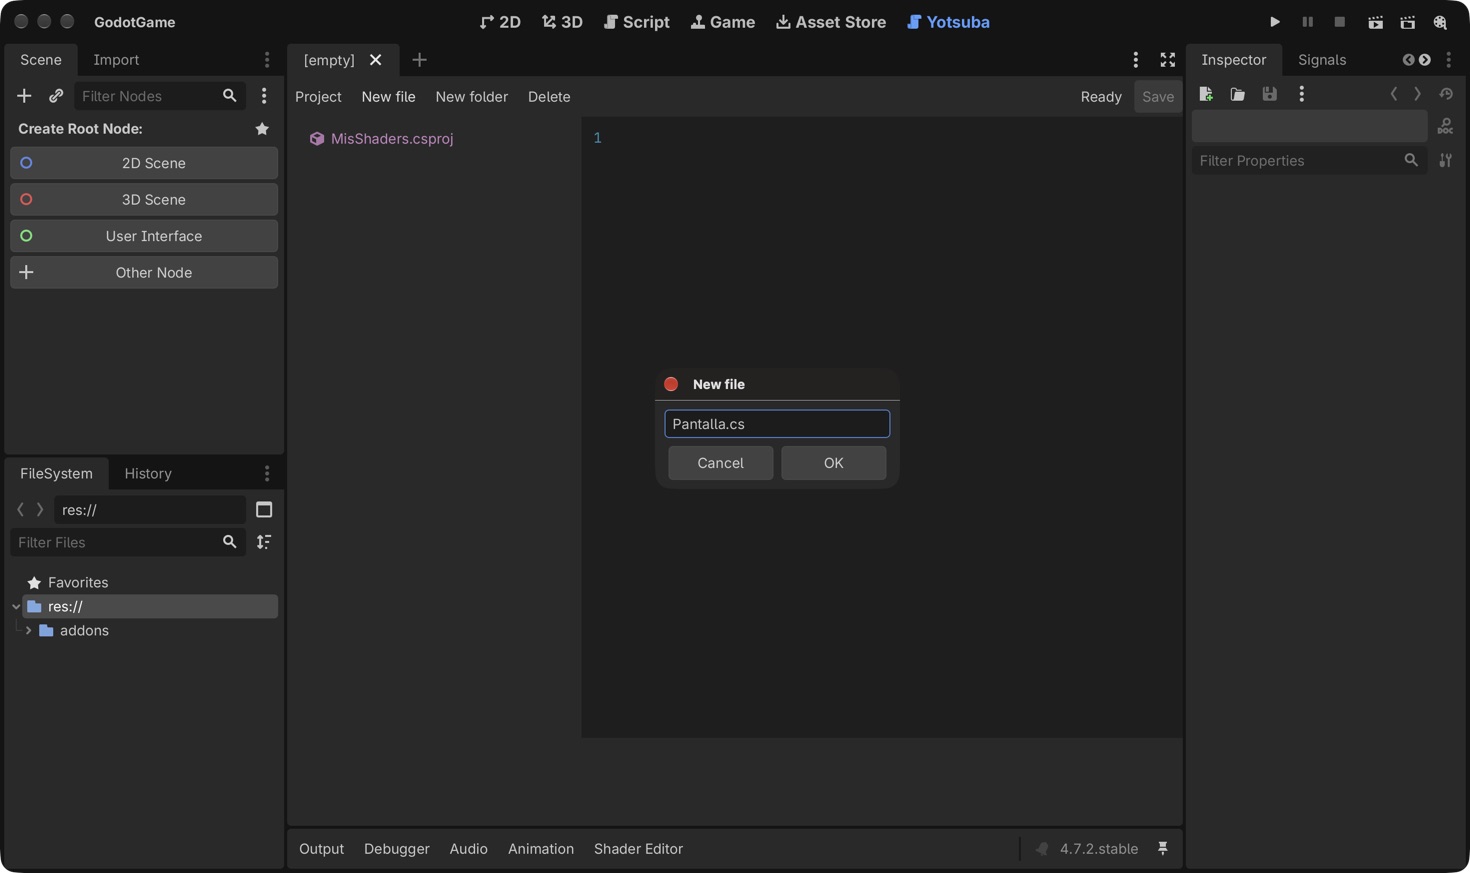 GodotGame
2D
3D
Script
Game
Asset Store
Yotsuba
Scene
Import
Filter Nodes
Create Root Node:
2D Scene
3D Scene
User Interface
Other Node
FileSystem
History
res://
Filter Files
Favorites
res://
addons
[empty]
Project
New file
New folder
Delete
Ready
Save
MisShaders.csproj
1
New file
Pantalla.cs
Cancel
OK
Output
Debugger
Audio
Animation
Shader Editor
4.7.2.stable
Inspector
Signals
DOC
Filter Properties